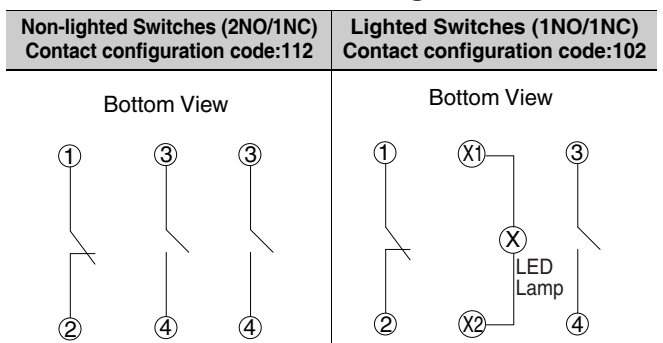 Non-lighted Switches (2NO/1NC)
Contact configuration code:112
Lighted Switches (1NO/1NC)
Contact configuration code:102
Bottom View
1 3 3
2 4 4
Bottom View
1 X1 3
X
LED
Lamp
2 X2 4